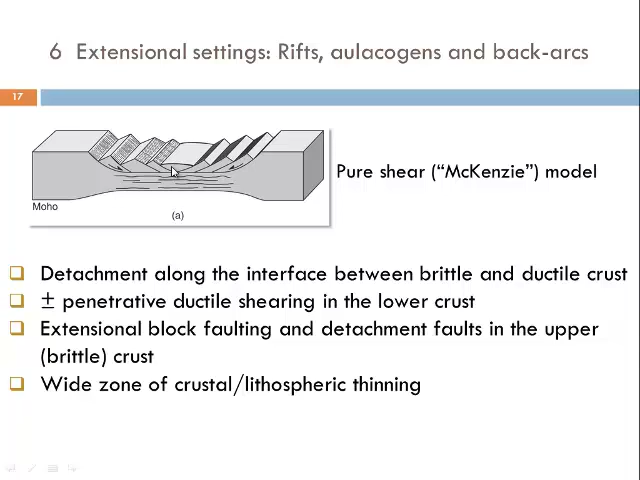 6 Extensional settings: Rifts, aulacogens and back-arcs
17
Pure shear (“McKenzie”) model
Moho
(a)
Detachment along the interface between brittle and ductile crust
± penetrative ductile shearing in the lower crust
Extensional block faulting and detachment faults in the upper
(brittle) crust
Wide zone of crustal/lithospheric thinning